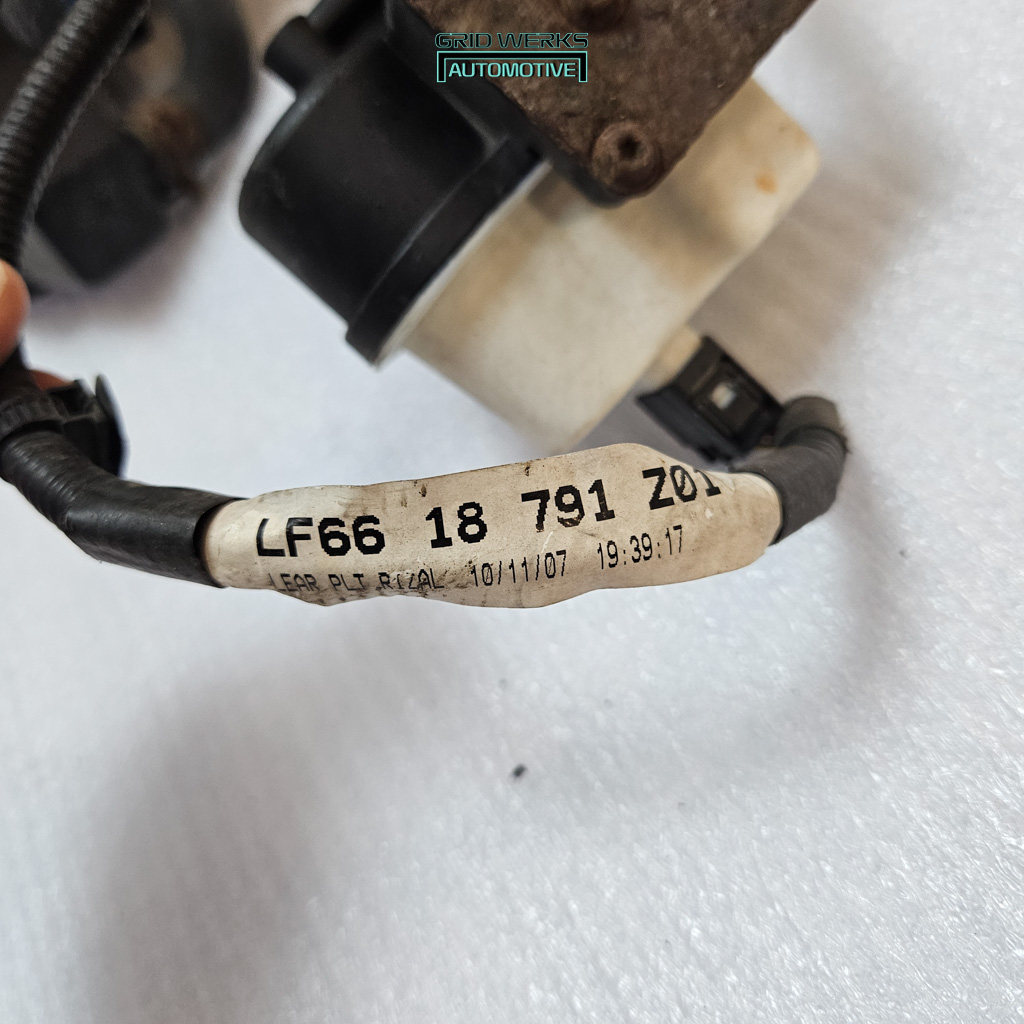 GRID WERKS
AUTOMOTIVE
LF66 18 791 Z01
LEAR PLT RIZAL 10/11/07 19:39:17